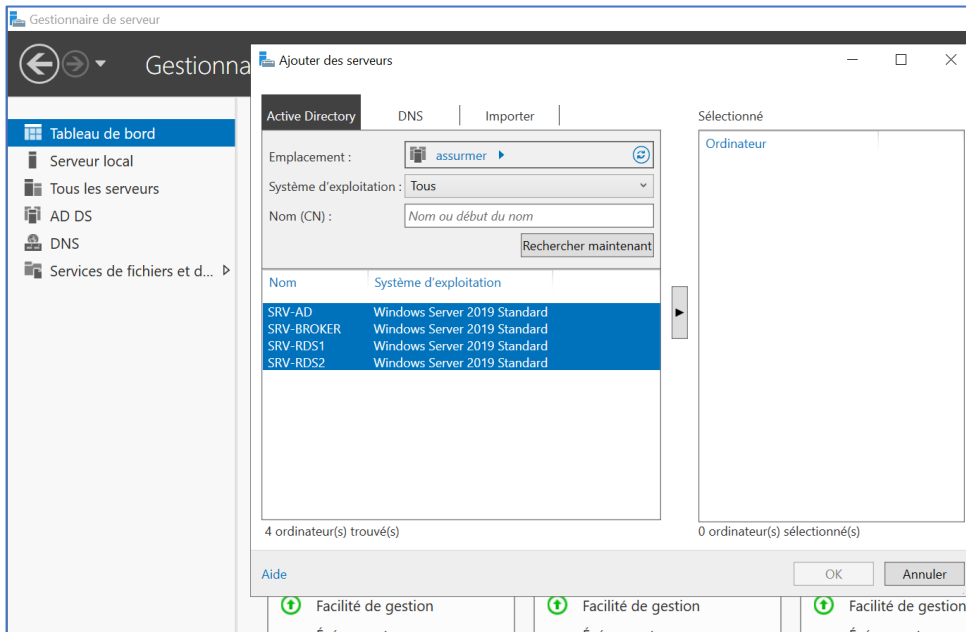 Gestionnaire de serveur
Gestionna
Ajouter des serveurs
Tableau de bord
Serveur local
Tous les serveurs
AD DS
DNS
Services de fichiers et d...
Active Directory DNS Importer
Emplacement : assurmer
Système d'exploitation : Tous
Nom (CN) : Nom ou début du nom
Rechercher maintenant
Nom Système d'exploitation
SRV-AD Windows Server 2019 Standard
SRV-BROKER Windows Server 2019 Standard
SRV-RDS1 Windows Server 2019 Standard
SRV-RDS2 Windows Server 2019 Standard
4 ordinateur(s) trouvé(s)
Sélectionné
Ordinateur
0 ordinateur(s) sélectionné(s)
Aide OK Annuler
Facilité de gestion Facilité de gestion Facilité de gestion